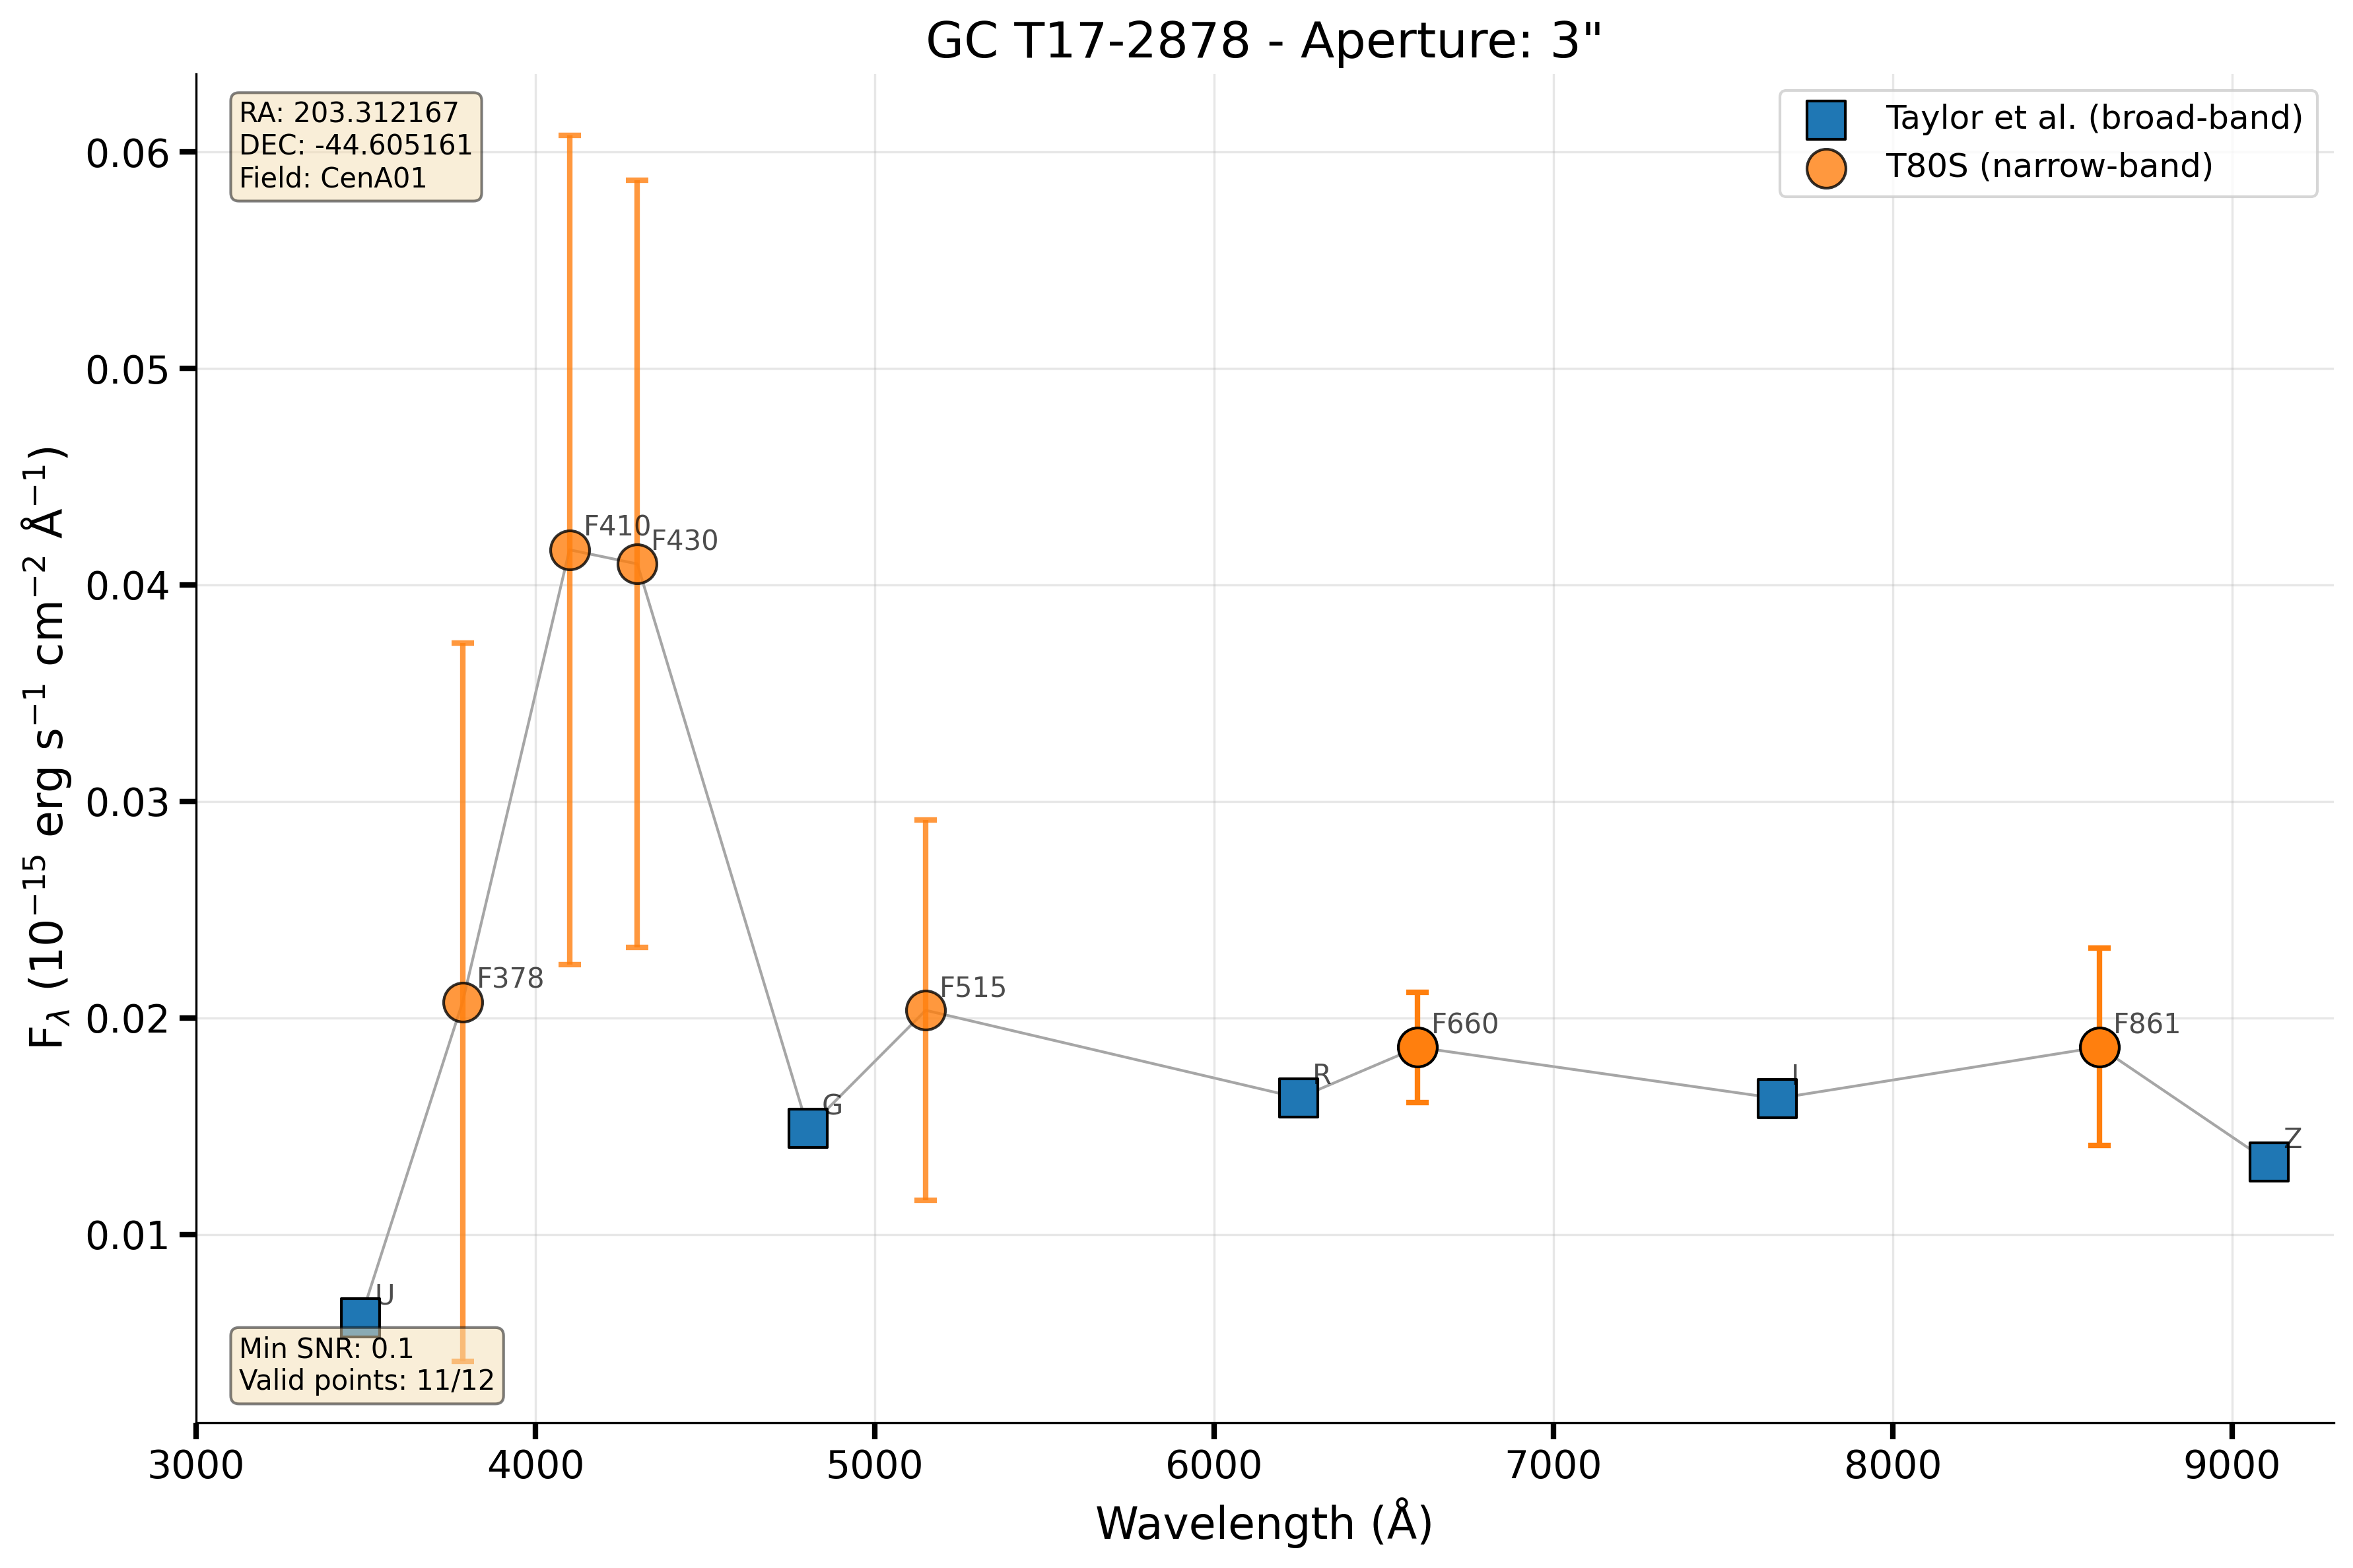 GC T17-2878 - Aperture: 3"
RA: 203.312167
DEC: -44.605161
Field: CenA01
Taylor et al. (broad-band)
T80S (narrow-band)
0.06
0.05
0.04
0.03
0.02
0.01
F$_{\lambda}$ (10$^{-15}$ erg s$^{-1}$ cm$^{-2}$ Å$^{-1}$)
F410
F430
F378
F515
F660
F861
R
I
G
Z
U
Min SNR: 0.1
Valid points: 11/12
3000 4000 5000 6000 7000 8000 9000
Wavelength (Å)